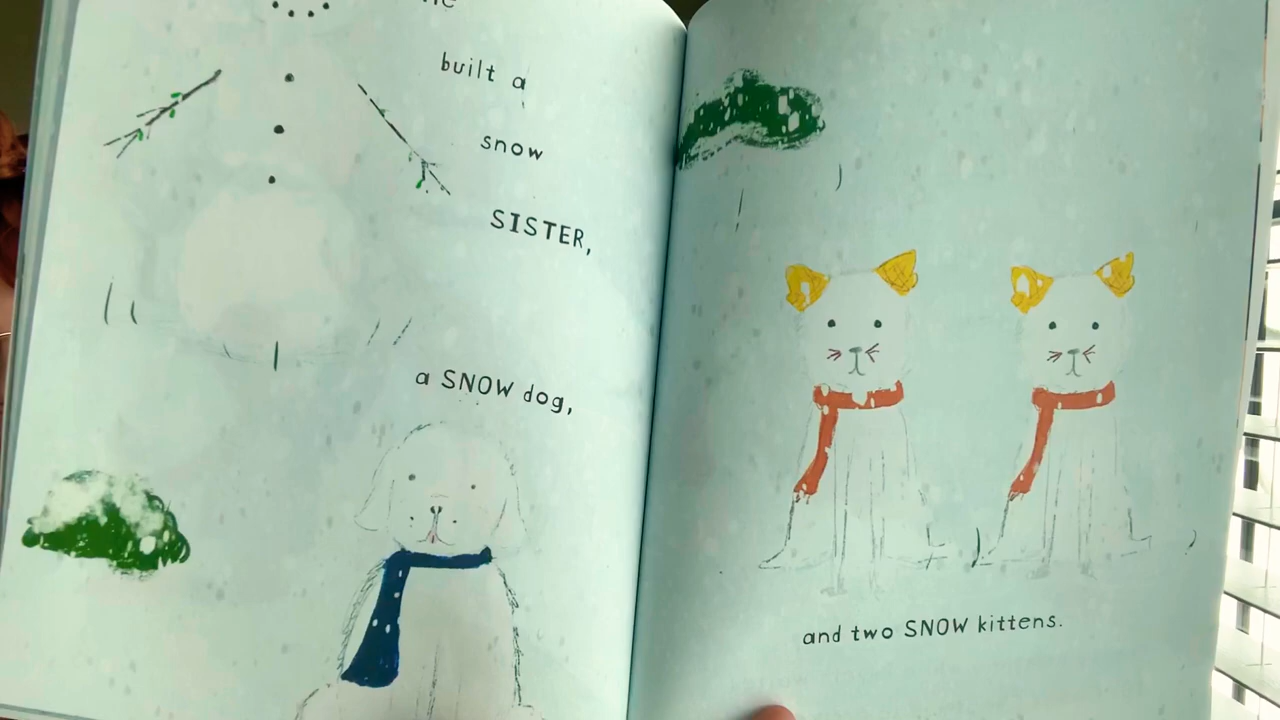 built a
snow
SISTER,
a SNOW dog,
and two SNOW kittens.